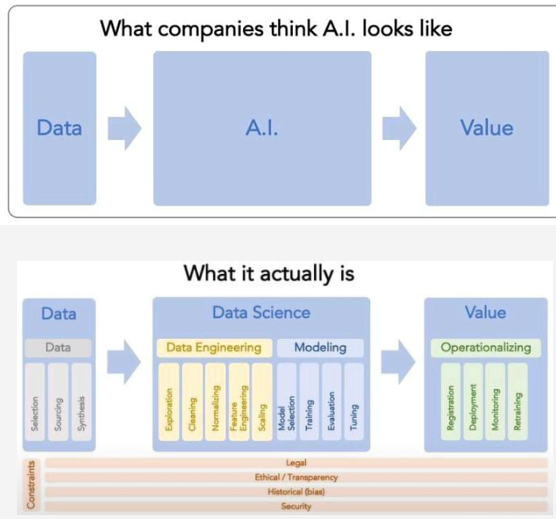 What companies think A.I. looks like
Data
A.I.
Value
What it actually is
Data
Data
Selection
Sourcing
Synthesis
Data Science
Data Engineering
Exploration
Cleaning
Normalizing
Feature
Engineering
Scaling
Modeling
Model
Selection
Training
Evaluation
Tuning
Value
Operationalizing
Registration
Deployment
Monitoring
Retraining
Constraints
Legal
Ethical / Transparency
Historical (bias)
Security